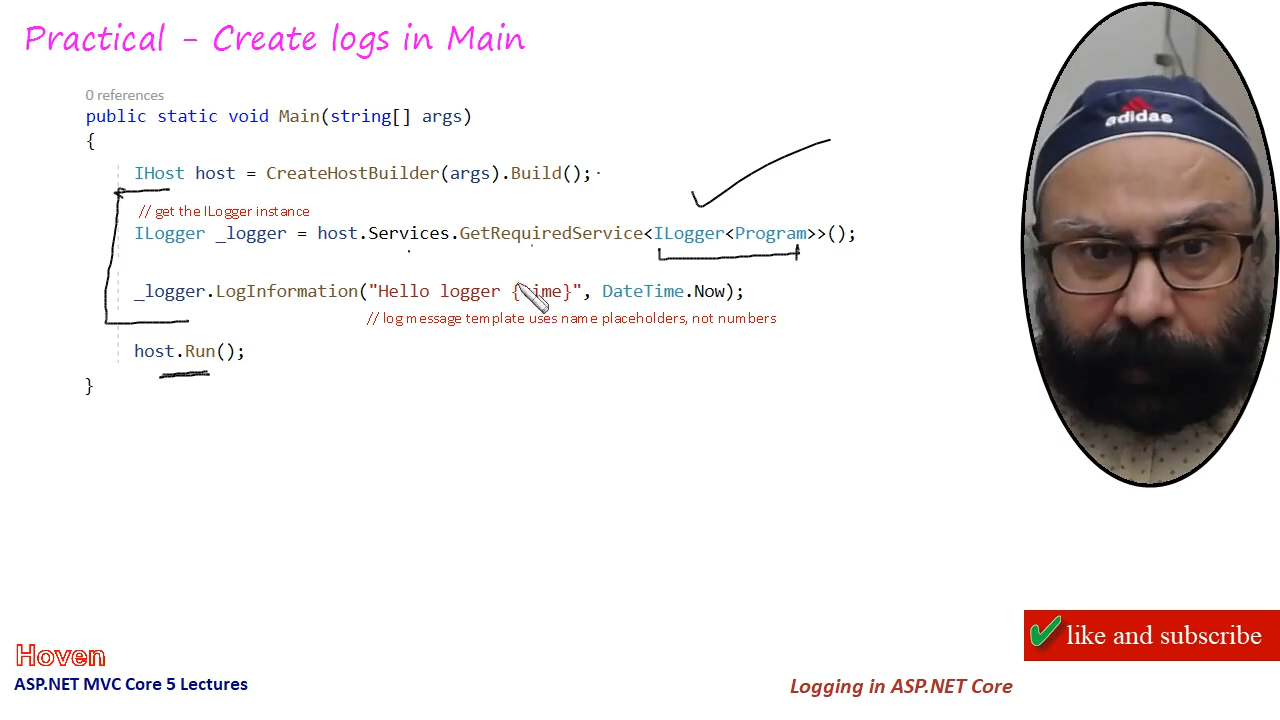 Practical - Create logs in Main
0 references
public static void Main(string[] args)
{
IHost host = CreateHostBuilder(args).Build();
// get the ILogger instance
ILogger _logger = host.Services.GetRequiredService<ILogger<Program>>();
_logger.LogInformation("Hello logger {time}", DateTime.Now);
// log message template uses name placeholders, not numbers
host.Run();
}
adidas
like and subscribe
Hoven
ASP.NET MVC Core 5 Lectures
Logging in ASP.NET Core